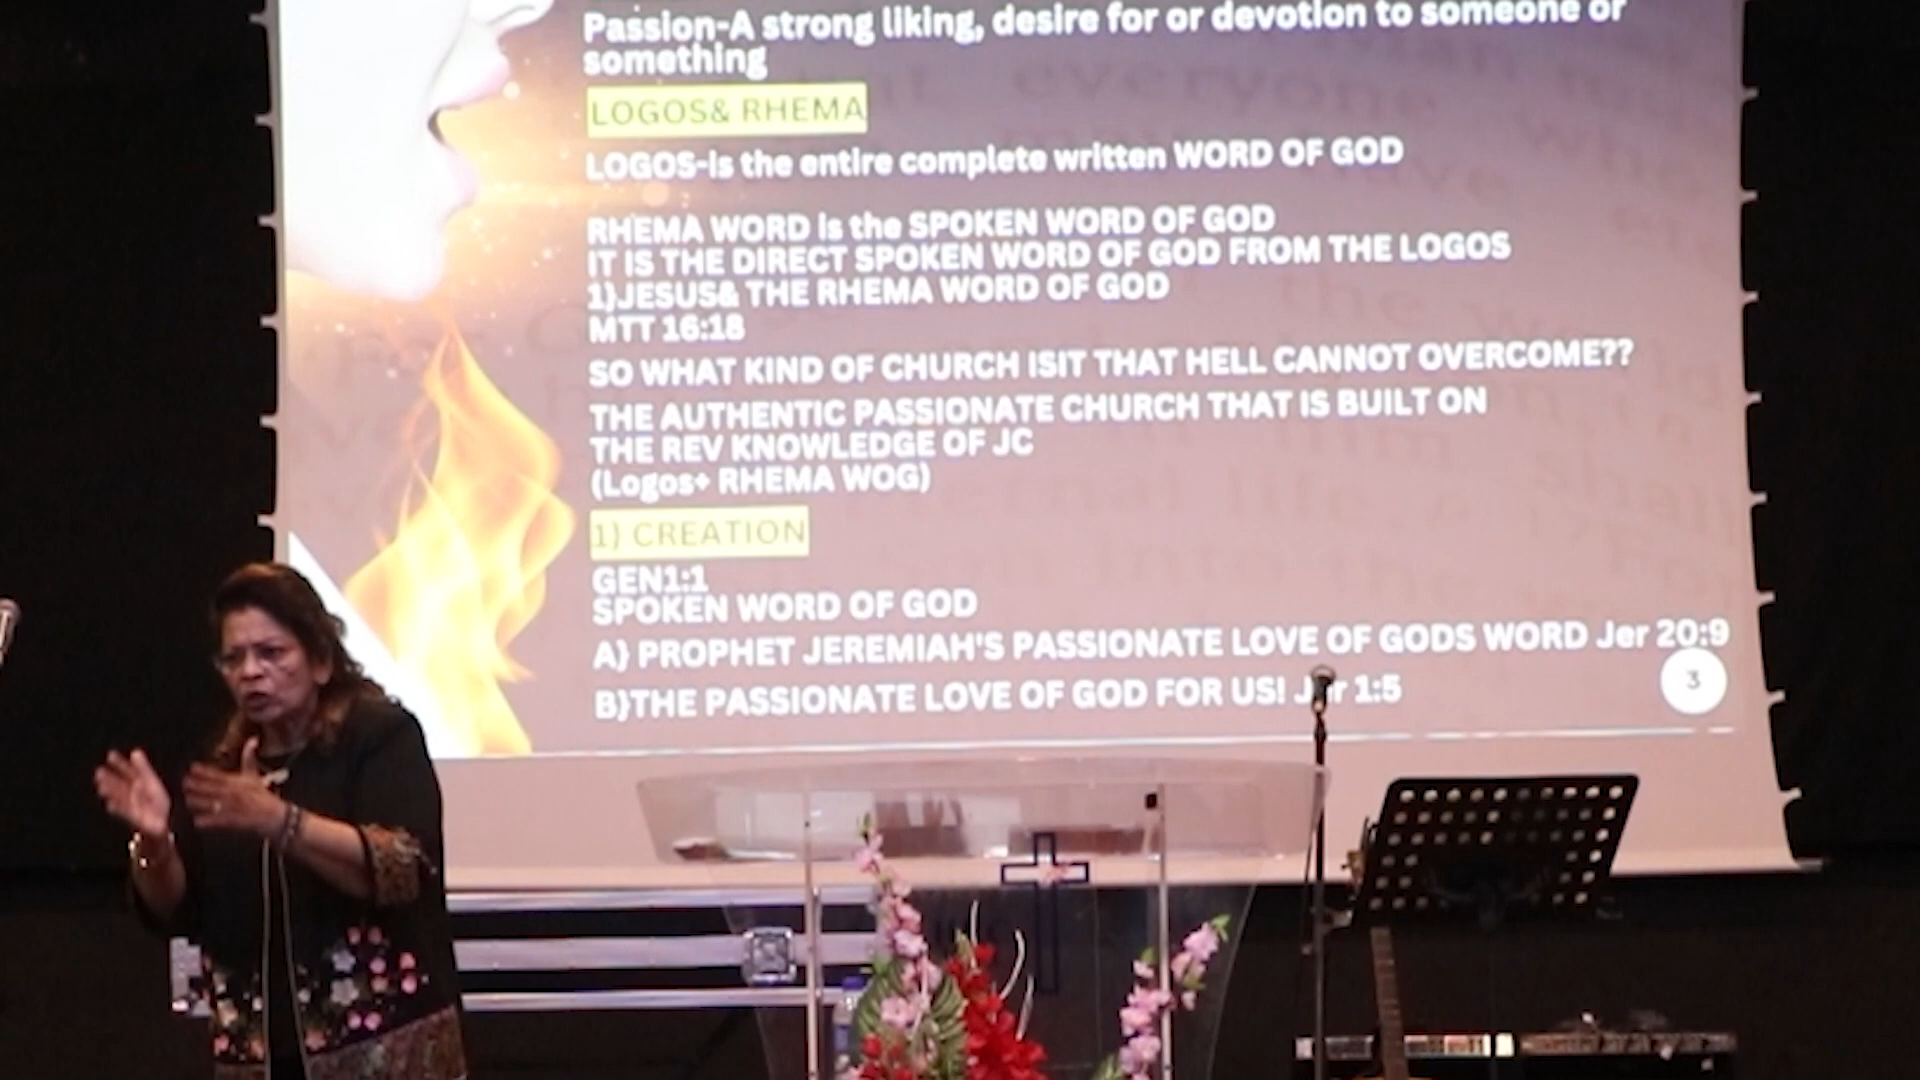 Passion-A strong liking, desire for or devotion to someone or
something
LOGOS& RHEMA
LOGOS-is the entire complete written WORD OF GOD
RHEMA WORD is the SPOKEN WORD OF GOD
IT IS THE DIRECT SPOKEN WORD OF GOD FROM THE LOGOS
1)JESUS& THE RHEMA WORD OF GOD
MTT 16:18
SO WHAT KIND OF CHURCH ISIT THAT HELL CANNOT OVERCOME??
THE AUTHENTIC PASSIONATE CHURCH THAT IS BUILT ON
THE REV KNOWLEDGE OF JC
(Logos+ RHEMA WOG)
1) CREATION
GEN1:1
SPOKEN WORD OF GOD
A) PROPHET JEREMIAH'S PASSIONATE LOVE OF GODS WORD Jer 20:9
B)THE PASSIONATE LOVE OF GOD FOR US! Jer 1:5
3